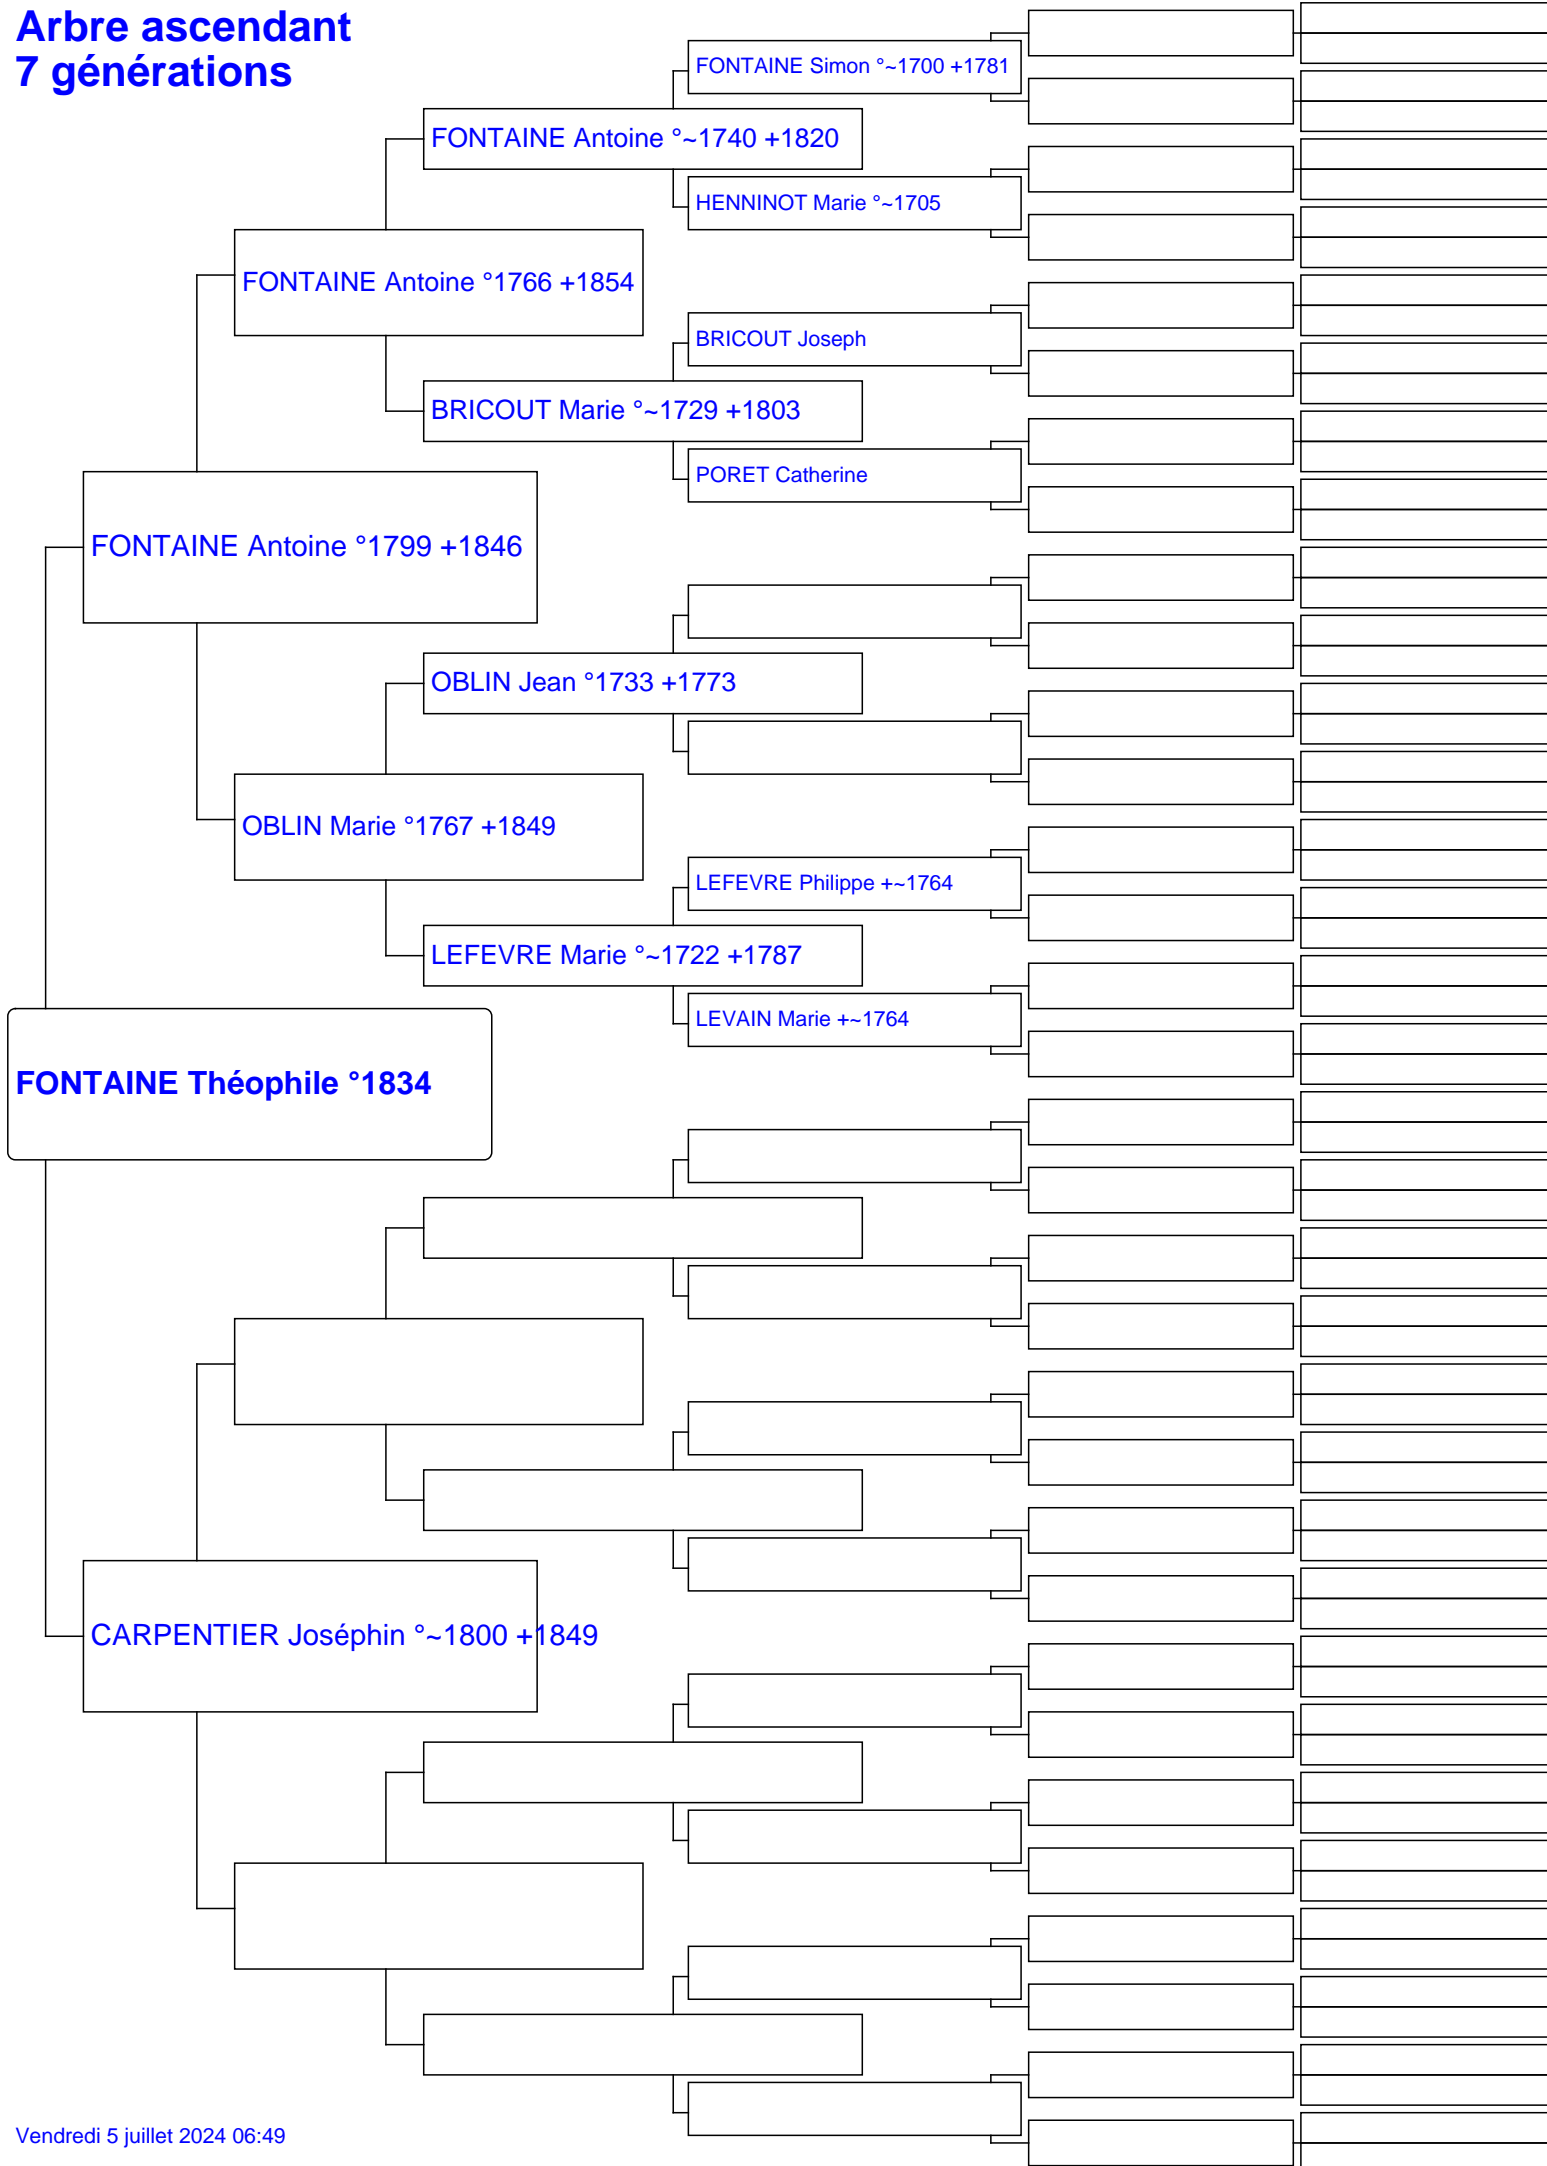 Arbre ascendant
7 générations
FONTAINE Simon °~1700 +1781
FONTAINE Antoine °~1740 +1820
HENNINOT Marie °~1705
FONTAINE Antoine °1766 +1854
BRICOUT Joseph
BRICOUT Marie °~1729 +1803
PORET Catherine
FONTAINE Antoine °1799 +1846
OBLIN Jean °1733 +1773
OBLIN Marie °1767 +1849
LEFEVRE Philippe +~1764
LEFEVRE Marie °~1722 +1787
LEVAIN Marie +~1764
FONTAINE Théophile °1834
CARPENTIER Joséphin °~1800 +1849
Vendredi 5 juillet 2024 06:49